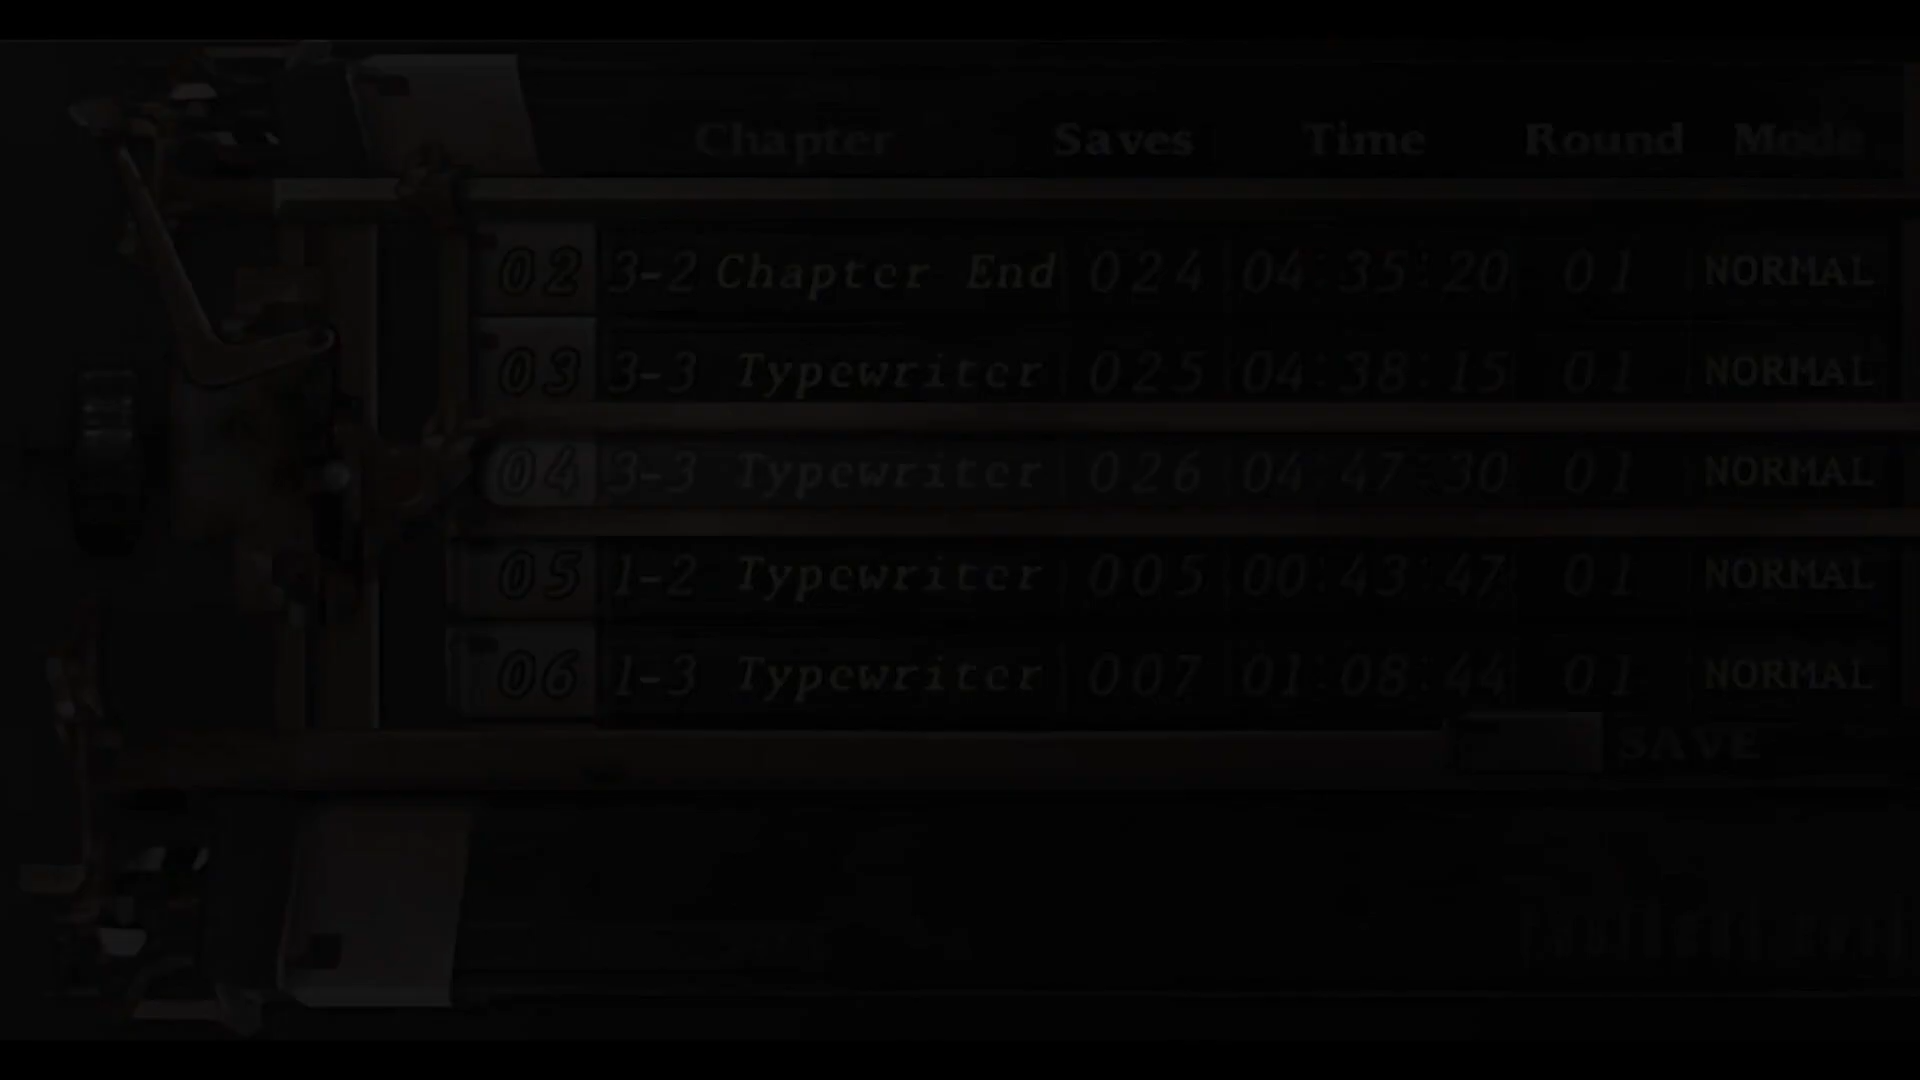 Chapter Saves Time Round Mode
02 3-2 Chapter End 024 04:35:20 01 NORMAL
03 3-3 Typewriter 025 04:38:15 01 NORMAL
04 3-3 Typewriter 026 04:47:30 01 NORMAL
05 1-2 Typewriter 005 00:43:47 01 NORMAL
06 1-3 Typewriter 007 01:08:44 01 NORMAL
SAVE